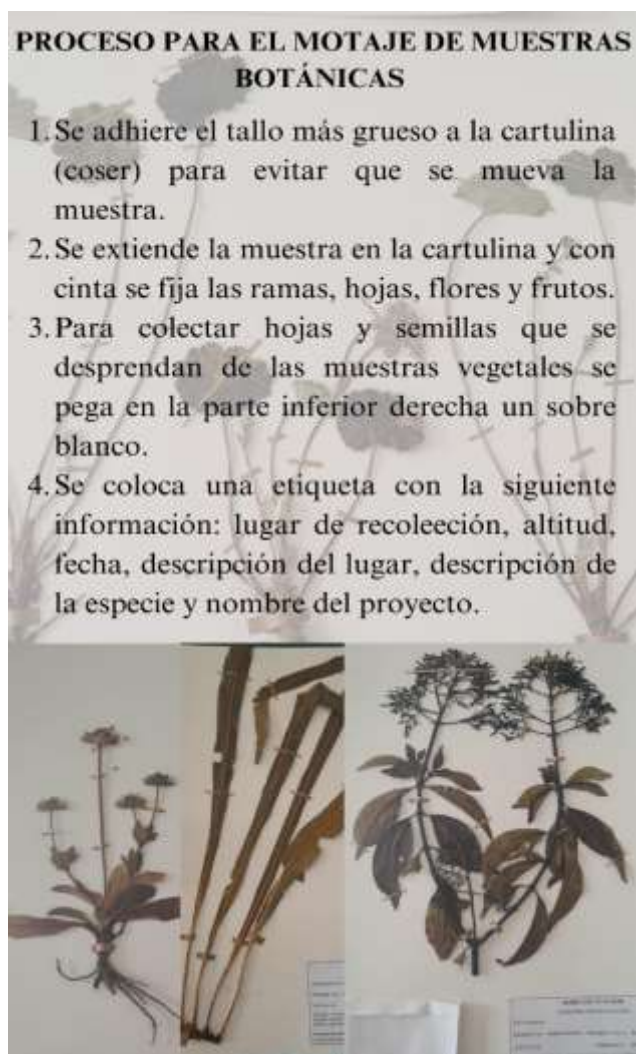 PROCESO PARA EL MOTAJE DE MUESTRAS
BOTÁNICAS
1. Se adhiere el tallo más grueso a la cartulina
(coser) para evitar que se mueva la
muestra.
2. Se extiende la muestra en la cartulina y con
cinta se fija las ramas, hojas, flores y frutos.
3. Para colectar hojas y semillas que se
desprendan de las muestras vegetales se
pega en la parte inferior derecha un sobre
blanco.
4. Se coloca una etiqueta con la siguiente
información: lugar de recoleeción, altitud,
fecha, descripción del lugar, descripción de
la especie y nombre del proyecto.